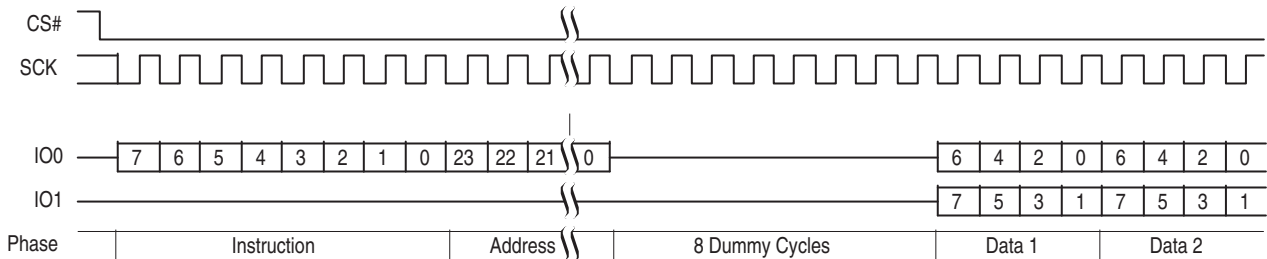 CS#
SCK
IO0 7 6 5 4 3 2 1 0 23 22 21 0 6 4 2 0 6 4 2 0
IO1 7 5 3 1 7 5 3 1
Phase Instruction Address 8 Dummy Cycles Data 1 Data 2